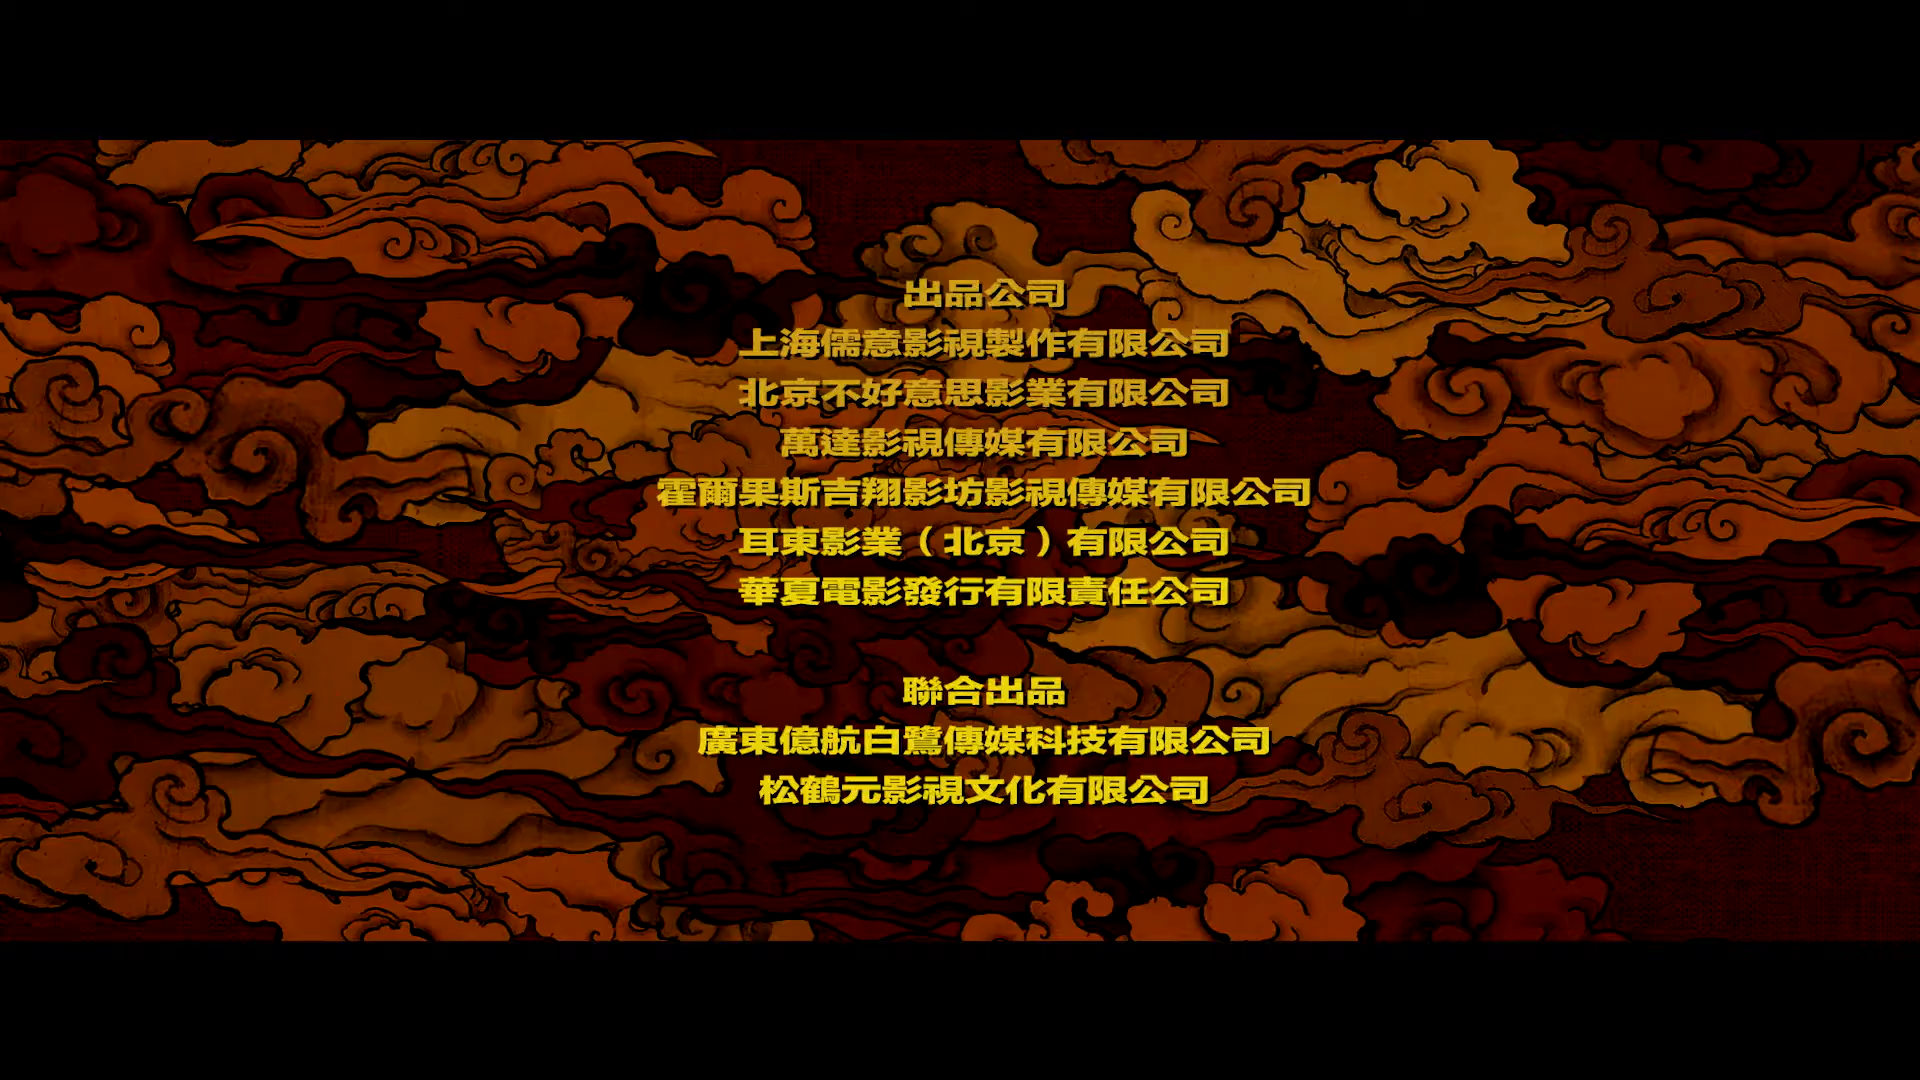 出品公司
上海儒意影視製作有限公司
北京不好意思影業有限公司
萬達影視傳媒有限公司
霍爾果斯吉翔影坊影視傳媒有限公司
耳東影業（北京）有限公司
華夏電影發行有限責任公司
聯合出品
廣東億航白鷺傳媒科技有限公司
松鶴元影視文化有限公司